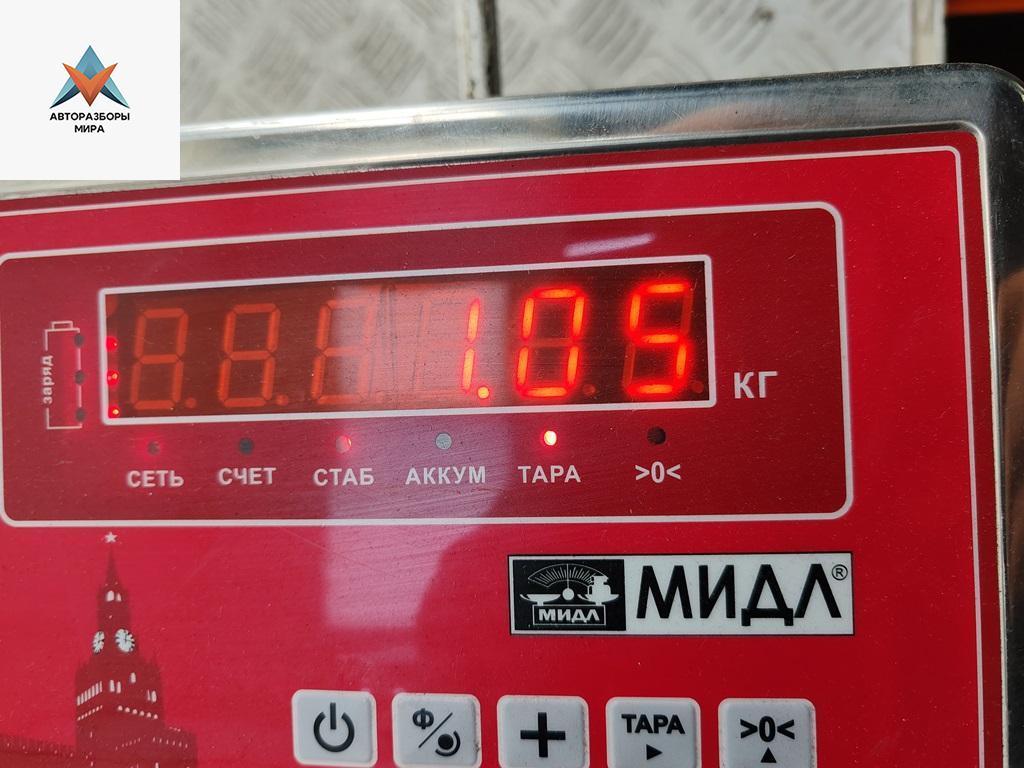 АВТОРАЗБОРЫ
МИРА
заряд
1.05
КГ
СЕТЬ СЧЕТ СТАБ АККУМ ТАРА >0<
МИДЛ МИДЛ®
Ф
ТАРА >0<